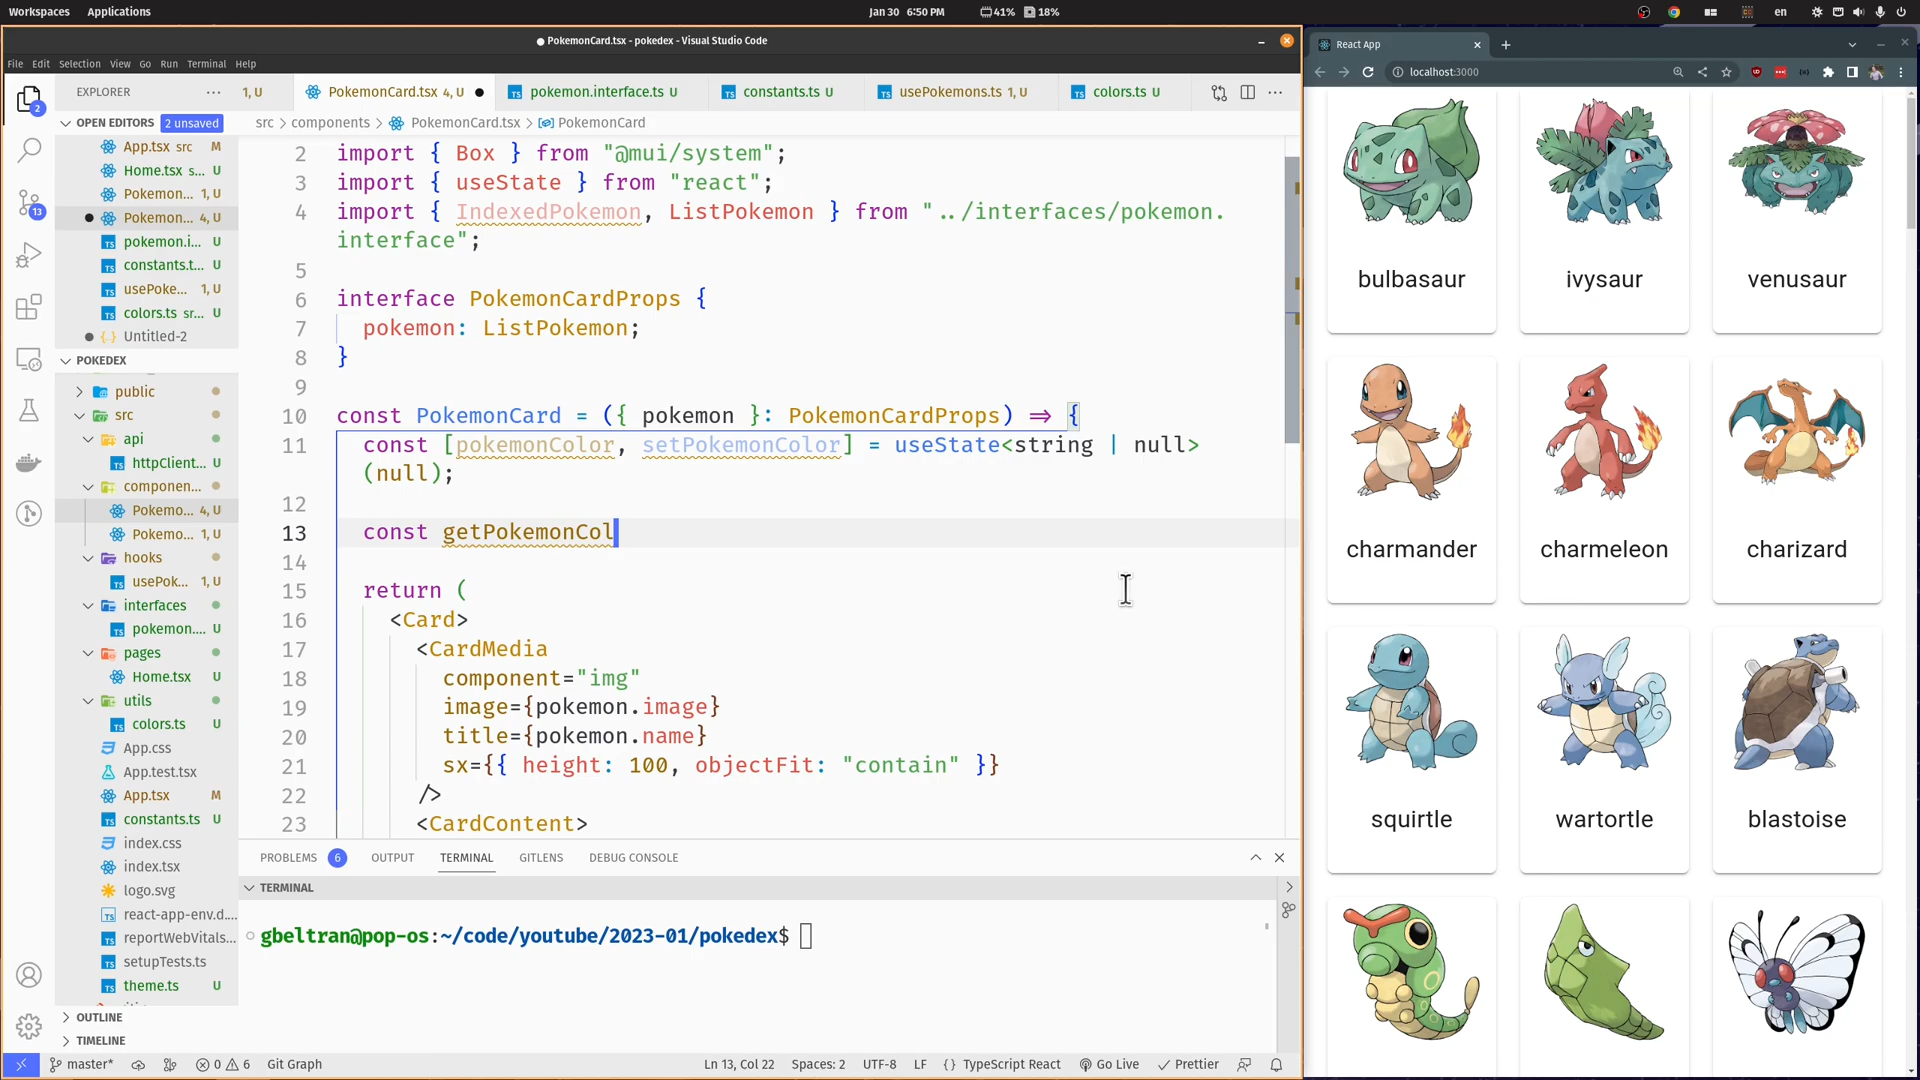 Workspaces Applications Jan 30 6:50 PM 41% 18% en
PokemonCard.tsx - pokedex - Visual Studio Code
File Edit Selection View Go Run Terminal Help
EXPLORER ... 1, U PokemonCard.tsx 4, U pokemon.interface.ts U constants.ts U usePokemons.ts 1, U colors.ts U
OPEN EDITORS 2 unsaved
src > components > PokemonCard.tsx > PokemonCard
App.tsx src M
Home.tsx s... U
Pokemon... 1, U
Pokemon... 4, U
pokemon.i... U
constants.t... U
usePoke... 1, U
colors.ts sr... U
Untitled-2
POKEDEX
public
src
api
httpClient... U
componen...
Pokemo... 4, U
Pokemo... 1, U
hooks
usePok... 1, U
interfaces
pokemon.... U
pages
Home.tsx U
utils
colors.ts U
App.css
App.test.tsx
App.tsx M
constants.ts U
index.css
index.tsx
logo.svg
react-app-env.d....
reportWebVitals...
setupTests.ts
theme.ts U
OUTLINE
TIMELINE
2 13
2 import { Box } from "@mui/system";
3 import { useState } from "react";
4 import { IndexedPokemon, ListPokemon } from "../interfaces/pokemon.
interface";
5
6 interface PokemonCardProps {
7 pokemon: ListPokemon;
8 }
9
10 const PokemonCard = ({ pokemon }: PokemonCardProps) => {
11 const [pokemonColor, setPokemonColor] = useState<string | null>
(null);
12
13 const getPokemonCol
14
15 return (
16 <Card>
17 <CardMedia
18 component="img"
19 image={pokemon.image}
20 title={pokemon.name}
21 sx={{ height: 100, objectFit: "contain" }}
22 />
23 <CardContent>
PROBLEMS 6 OUTPUT TERMINAL GITLENS DEBUG CONSOLE
TERMINAL
gbeltran@pop-os:~/code/youtube/2023-01/pokedex$
master* 0 6 Git Graph Ln 13, Col 22 Spaces: 2 UTF-8 LF {} TypeScript React Go Live Prettier
React App
localhost:3000
bulbasaur ivysaur venusaur
charmander charmeleon charizard
squirtle wartortle blastoise